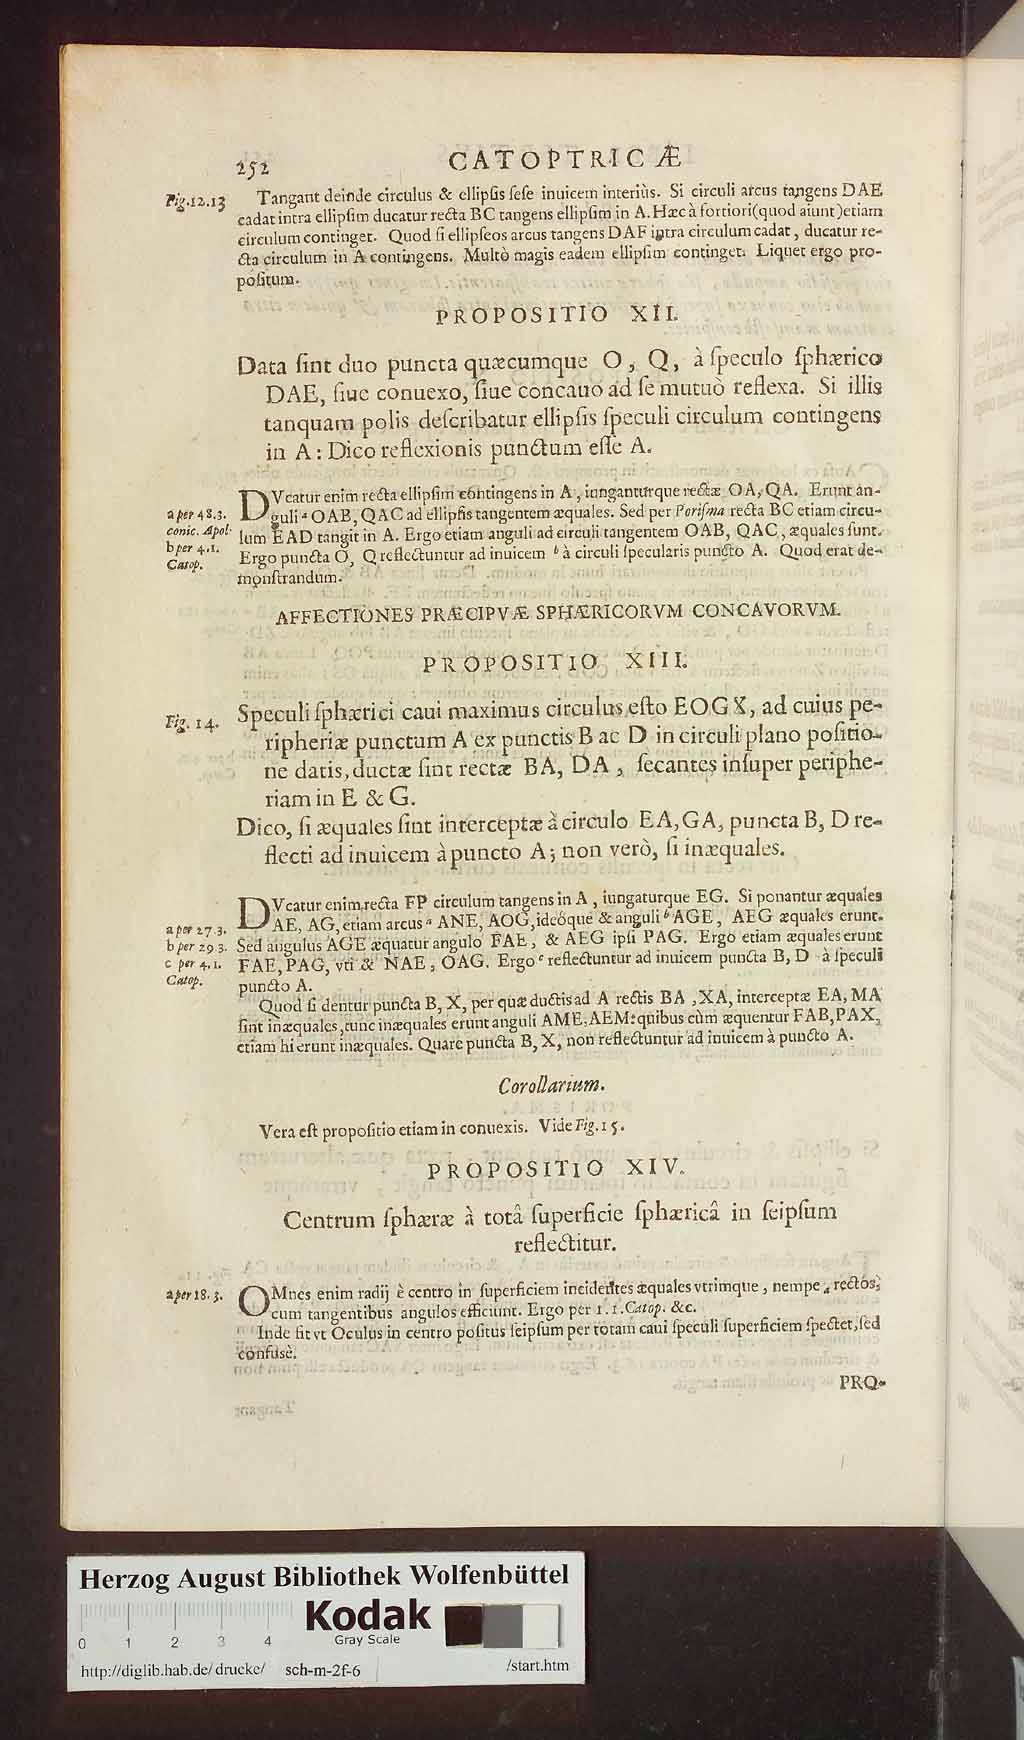 252 CATOPTRICÆ
Fig. 12. 13 Tangant deinde circulus & ellipſis ſeſe inuicem interiùs. Si circuli arcus tangens DAE
cadat intra ellipſim ducatur recta BC tangens ellipſim in A. Hæc à fortiori (quod aiunt) etiam
circulum continget. Quod ſi ellipſeos arcus tangens DAF intra circulum cadat, ducatur re-
cta circulum in A contingens. Multò magis eadem ellipſim continget. Liquet ergo pro-
poſitum.
PROPOSITIO XII.
Data ſint duo puncta quæcumque O, Q, à ſpeculo ſphærico
DAE, ſiue conuexo, ſiue concauo ad ſe mutuò reflexa. Si illis
tanquam polis deſcribatur ellipſis ſpeculi circulum contingens
in A: Dico reflexionis punctum eſſe A.
DVcatur enim recta ellipſim contingens in A, iunganturque rectæ OA, QA. Erunt an-
a per 48. 3. guli a OAB, QAC ad ellipſis tangentem æquales. Sed per Poriſma recta BC etiam circu-
conic. Apol. lum EAD tangit in A. Ergo etiam anguli ad circuli tangentem OAB, QAC, æquales ſunt.
b per 4. 1. Ergo puncta O, Q reflectuntur ad inuicem b à circuli ſpecularis puncto A. Quod erat de-
Catop. monſtrandum.
AFFECTIONES PRÆCIPVÆ SPHÆRICORVM CONCAVORVM.
PROPOSITIO XIII.
Fig. 14. Speculi ſphærici caui maximus circulus eſto EOGX, ad cuius pe-
ripheriæ punctum A ex punctis B ac D in circuli plano poſitio-
ne datis, ductæ ſint rectæ BA, DA, ſecantes inſuper periphe-
riam in E & G.
Dico, ſi æquales ſint interceptæ à circulo EA, GA, puncta B, D re-
flecti ad inuicem à puncto A; non verò, ſi inæquales.
DVcatur enim recta FP circulum tangens in A, iungaturque EG. Si ponantur æquales
a per 27. 3. AE, AG, etiam arcus a ANE, AOG, ideóque & anguli b AGE, AEG æquales erunt.
b per 29. 3. Sed angulus AGE æquatur angulo FAE, & AEG ipſi PAG. Ergo etiam æquales erunt
c per 4. 1. FAE, PAG, vti & NAE, OAG. Ergo c reflectuntur ad inuicem puncta B, D à ſpeculi
Catop. puncto A.
Quod ſi dentur puncta B, X, per quæ ductis ad A rectis BA, XA, interceptæ EA, MA
ſint inæquales, tunc inæquales erunt anguli AME, AEM: quibus cùm æquentur FAB, PAX,
etiam hi erunt inæquales. Quare puncta B, X, non reflectuntur ad inuicem à puncto A.
Corollarium.
Vera eſt propoſitio etiam in conuexis. Vide Fig. 15.
PROPOSITIO XIV.
Centrum ſphæræ à totâ ſuperficie ſphæricâ in ſeipſum
reflectitur.
a per 18. 3. OMnes enim radij è centro in ſuperficiem incidentes æquales vtrimque, nempe a rectos,
cum tangentibus angulos efficiunt. Ergo per 1. 1. Catop. &c.
Inde fit vt Oculus in centro poſitus ſeipſum per totam caui ſpeculi ſuperficiem ſpectet, ſed
confusè.
PRO-
Herzog August Bibliothek Wolfenbüttel
Kodak
Gray Scale
0 1 2 3 4
http://diglib.hab.de/drucke/ sch-m-2f-6 /start.htm